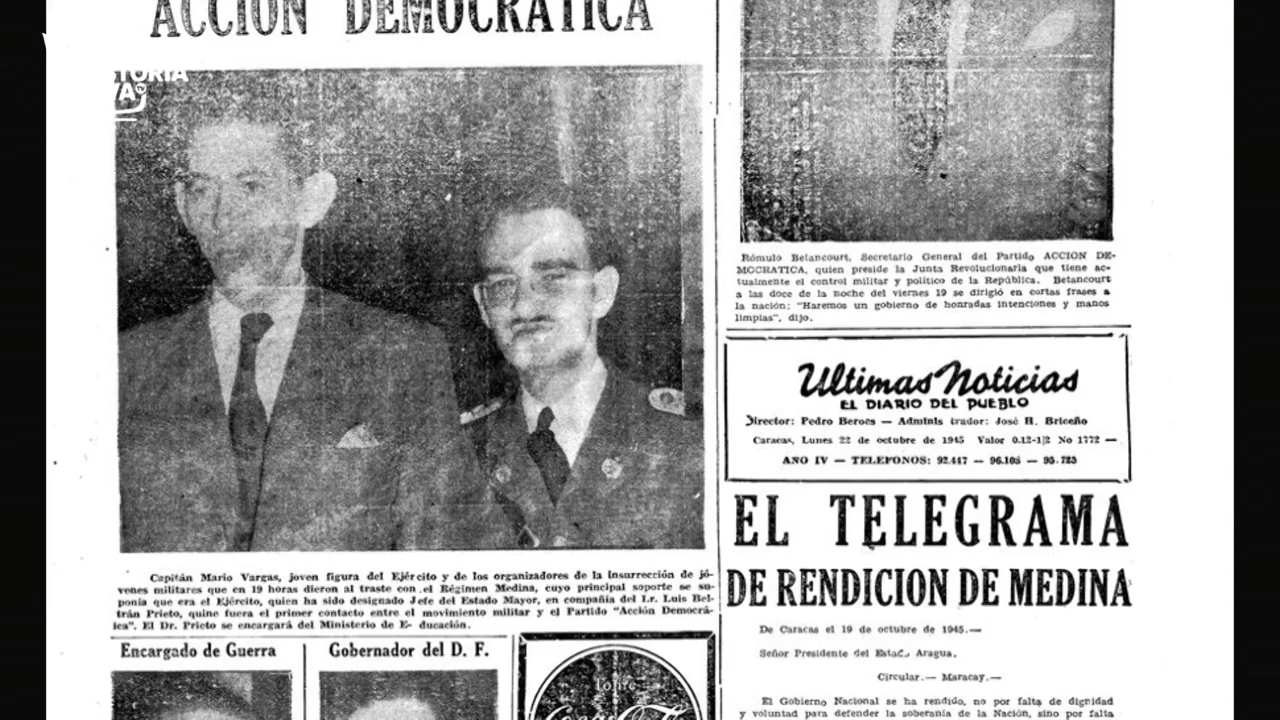 ACCION DEMOCRATICA
TORIA
VA
Capitán Mario Vargas, joven figura del Ejército y de los organizadores de la insurrección de jó-
venes militares que en 19 horas dieron al traste con el Régimen Medina, cuyo principal soporte se su-
ponía que era el Ejército, quien ha sido designado Jefe del Estado Mayor, en compañía del Lr. Luis Bel-
trán Prieto, quine fuera el primer contacto entre el movimiento militar y el Partido "Acción Democrá-
ica". El Dr. Prieto se encargará del Ministerio de E- ducación.
Encargado de Guerra
Gobernador del D. F.
Tome
Coca-Cola
Rómulo Betancourt, Secretario General del Partido ACCION DE-
MOCRATICA, quien preside la Junta Revolucionaria que tiene ac-
tualmente el control militar y político de la República. Betancourt
a las doce de la noche del viernes 19 se dirigió en cortas frases a
la nación: "Haremos un gobierno de honradas intenciones y manos
limpias", dijo.
Ultimas Noticias
EL DIARIO DEL PUEBLO
Director: Pedro Beroes — Adminis trador: José H. Briceño
Caracas, Lunes 22 de octubre de 1945 Valor 0.12-1|2 No 1772 —
AÑO IV — TELEFONOS: 92.447 — 96.105 — 95.725
EL TELEGRAMA
DE RENDICION DE MEDINA
De Caracas el 19 de octubre de 1945.—
Señor Presidente del Estado Aragua.
Circular.— Maracay.—
El Gobierno Nacional se ha rendido, no por falta de dignidad
y voluntad para defender la soberanía de la Nación, sino por falta